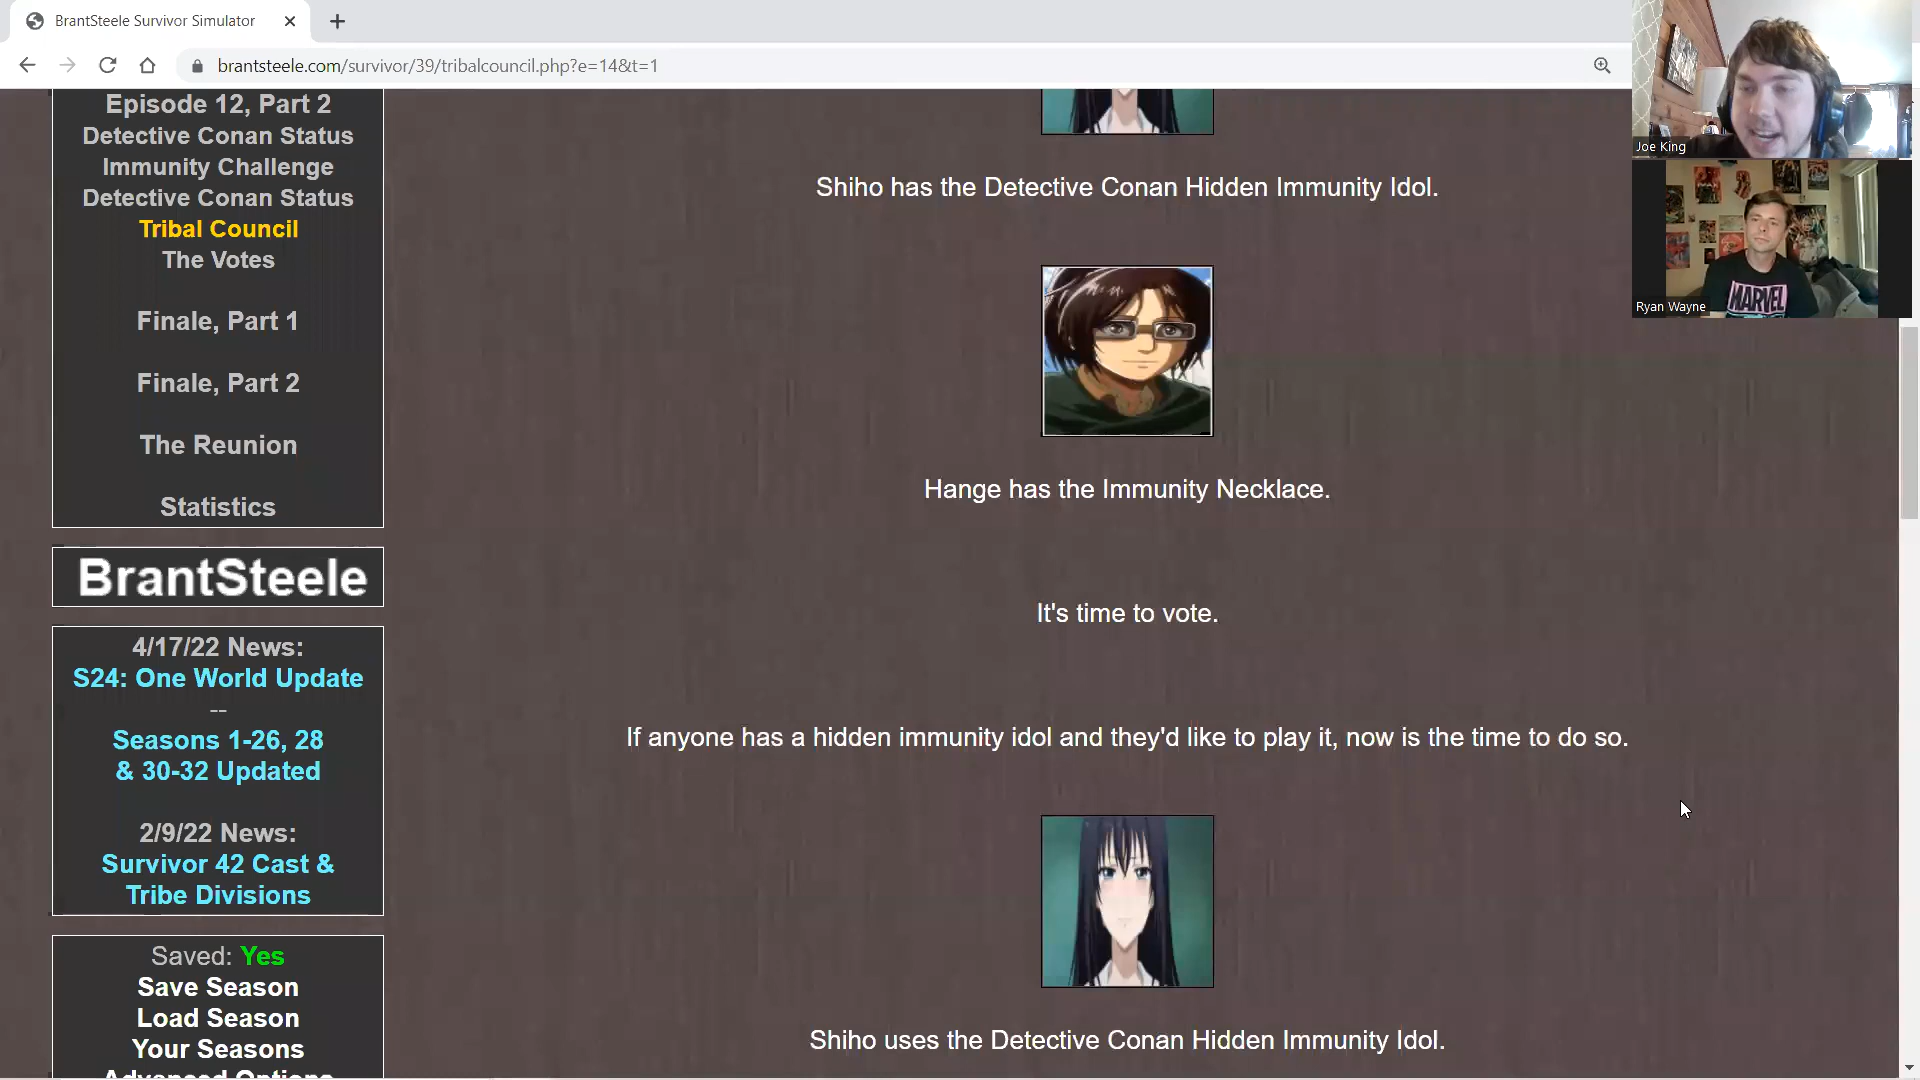 BrantSteele Survivor Simulator
brantsteele.com/survivor/39/tribalcouncil.php?e=14&t=1
Episode 12, Part 2
Detective Conan Status
Immunity Challenge
Detective Conan Status
Tribal Council
The Votes
Finale, Part 1
Finale, Part 2
The Reunion
Statistics
BrantSteele
4/17/22 News:
S24: One World Update
--
Seasons 1-26, 28
& 30-32 Updated
2/9/22 News:
Survivor 42 Cast &
Tribe Divisions
Saved: Yes
Save Season
Load Season
Your Seasons
Advanced Options
Shiho has the Detective Conan Hidden Immunity Idol.
Hange has the Immunity Necklace.
It's time to vote.
If anyone has a hidden immunity idol and they'd like to play it, now is the time to do so.
Shiho uses the Detective Conan Hidden Immunity Idol.
Joe King
MARVEL
Ryan Wayne